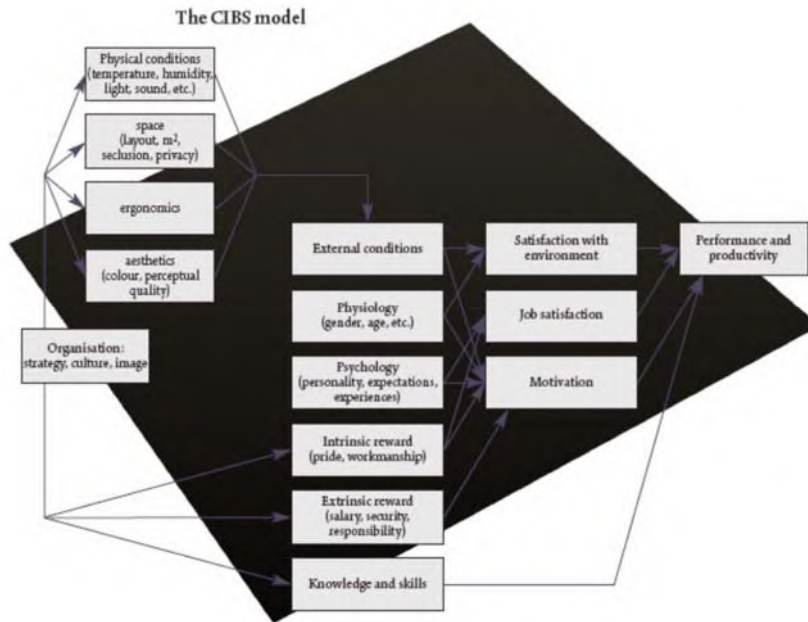 The CIBS model
Physical conditions
(temperature, humidity,
light, sound, etc.)
space
(layout, m², 
seclusion, privacy)
ergonomics
aesthetics
(colour, perceptual
quality)
Organisation:
strategy, culture, image
External conditions
Physiology
(gender, age, etc.)
Psychology
(personality, expectations,
experiences)
Intrinsic reward
(pride, workmanship)
Extrinsic reward
(salary, security,
responsibility)
Knowledge and skills
Satisfaction with
environment
Job satisfaction
Motivation
Performance and
productivity